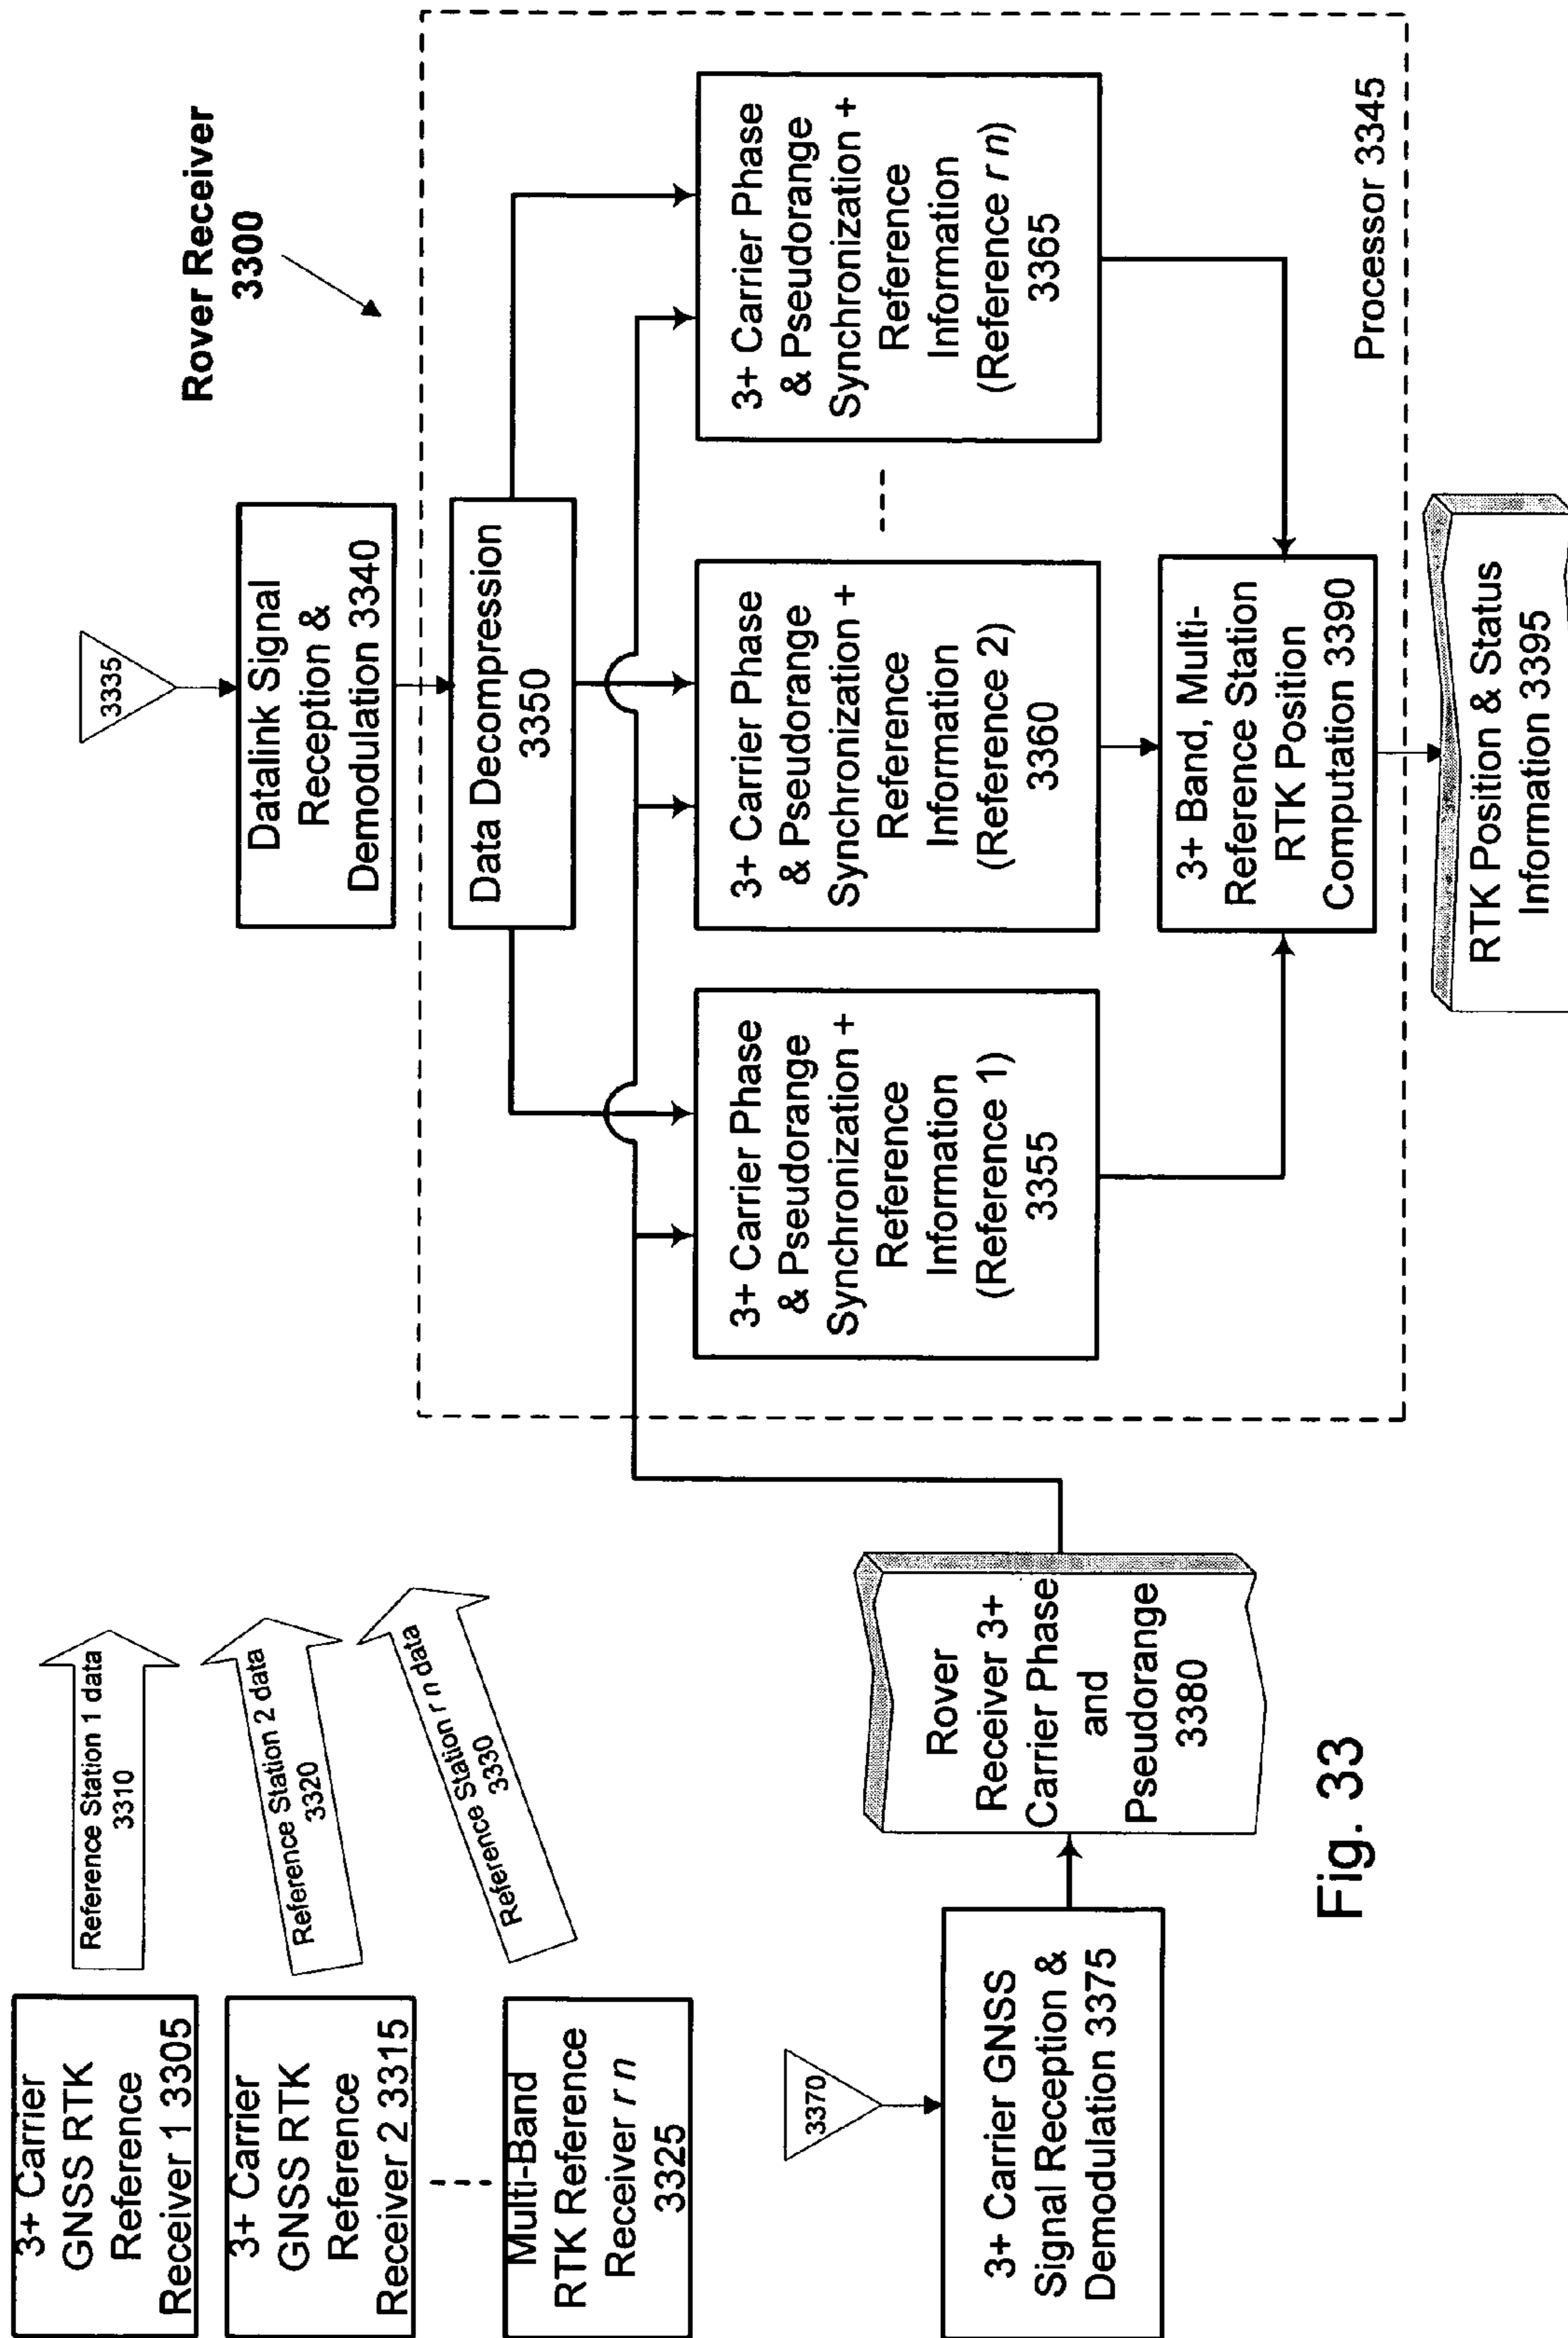 3+ Carrier
GNSS RTK
Reference
Receiver 1 3305
3+ Carrier
GNSS RTK
Reference
Receiver 2 3315
Multi-Band
RTK Reference
Receiver r n
3325
Reference Station 1 data
3310
Reference Station 2 data
3320
Reference Station r n data
3330
Rover Receiver
3300
3335
Datalink Signal
Reception &
Demodulation 3340
Data Decompression
3350
3+ Carrier Phase
& Pseudorange
Synchronization +
Reference
Information
(Reference 1)
3355
3+ Carrier Phase
& Pseudorange
Synchronization +
Reference
Information
(Reference 2)
3360
3+ Carrier Phase
& Pseudorange
Synchronization +
Reference
Information
(Reference r n)
3365
3370
3+ Carrier GNSS
Signal Reception &
Demodulation 3375
Rover
Receiver 3+
Carrier Phase
and
Pseudorange
3380
3+ Band, Multi-
Reference Station
RTK Position
Computation 3390
Processor 3345
RTK Position & Status
Information 3395
Fig. 33